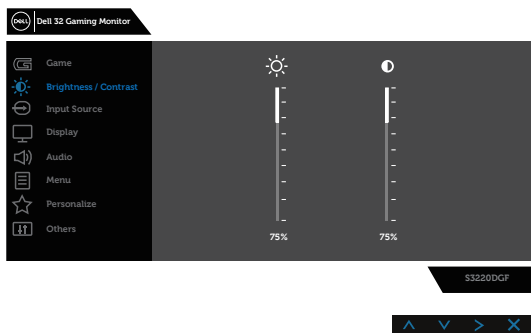 DELL
Dell 32 Gaming Monitor
Game
Brightness / Contrast
Input Source
Display
Audio
Menu
Personalize
Others
75%
75%
S3220DGF